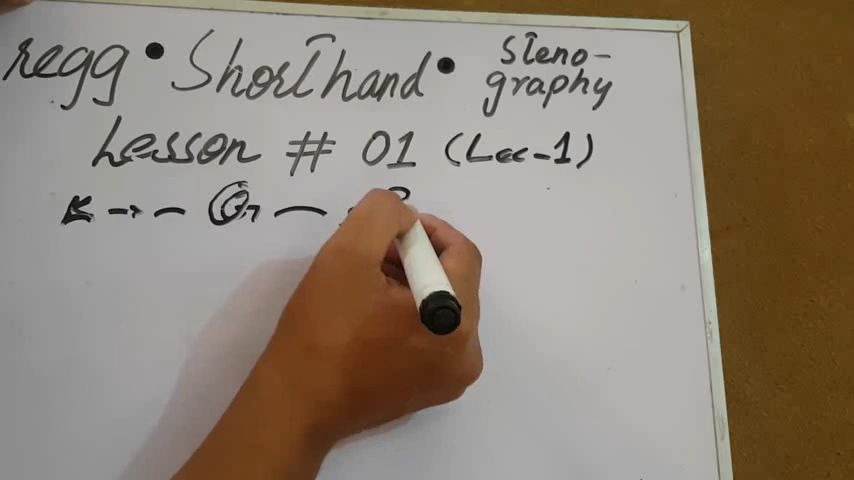 regg • Shorthand • Steno-
graphy
Lesson # 01 (Lec-1)
K → –